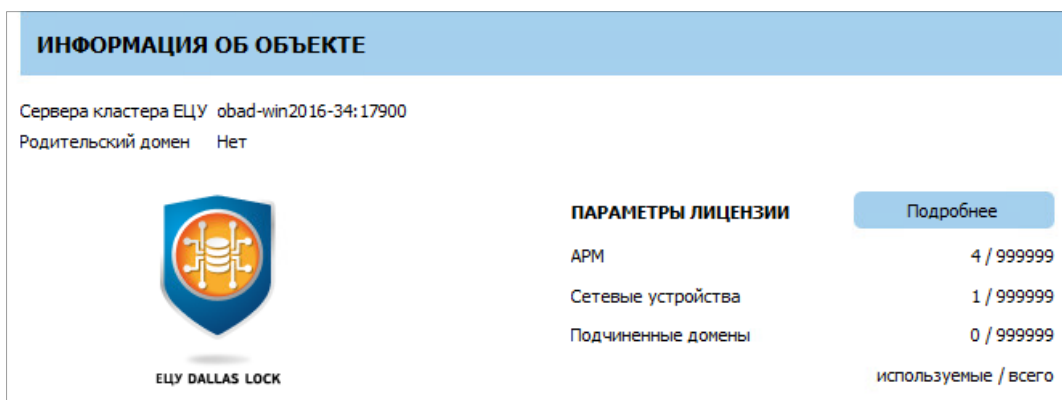 ИНФОРМАЦИЯ ОБ ОБЪЕКТЕ
Сервера кластера ЕЦУ obad-win2016-34:17900
Родительский домен Нет
ЕЦУ DALLAS LOCK
ПАРАМЕТРЫ ЛИЦЕНЗИИ Подробнее
АРМ 4 / 999999
Сетевые устройства 1 / 999999
Подчиненные домены 0 / 999999
используемые / всего